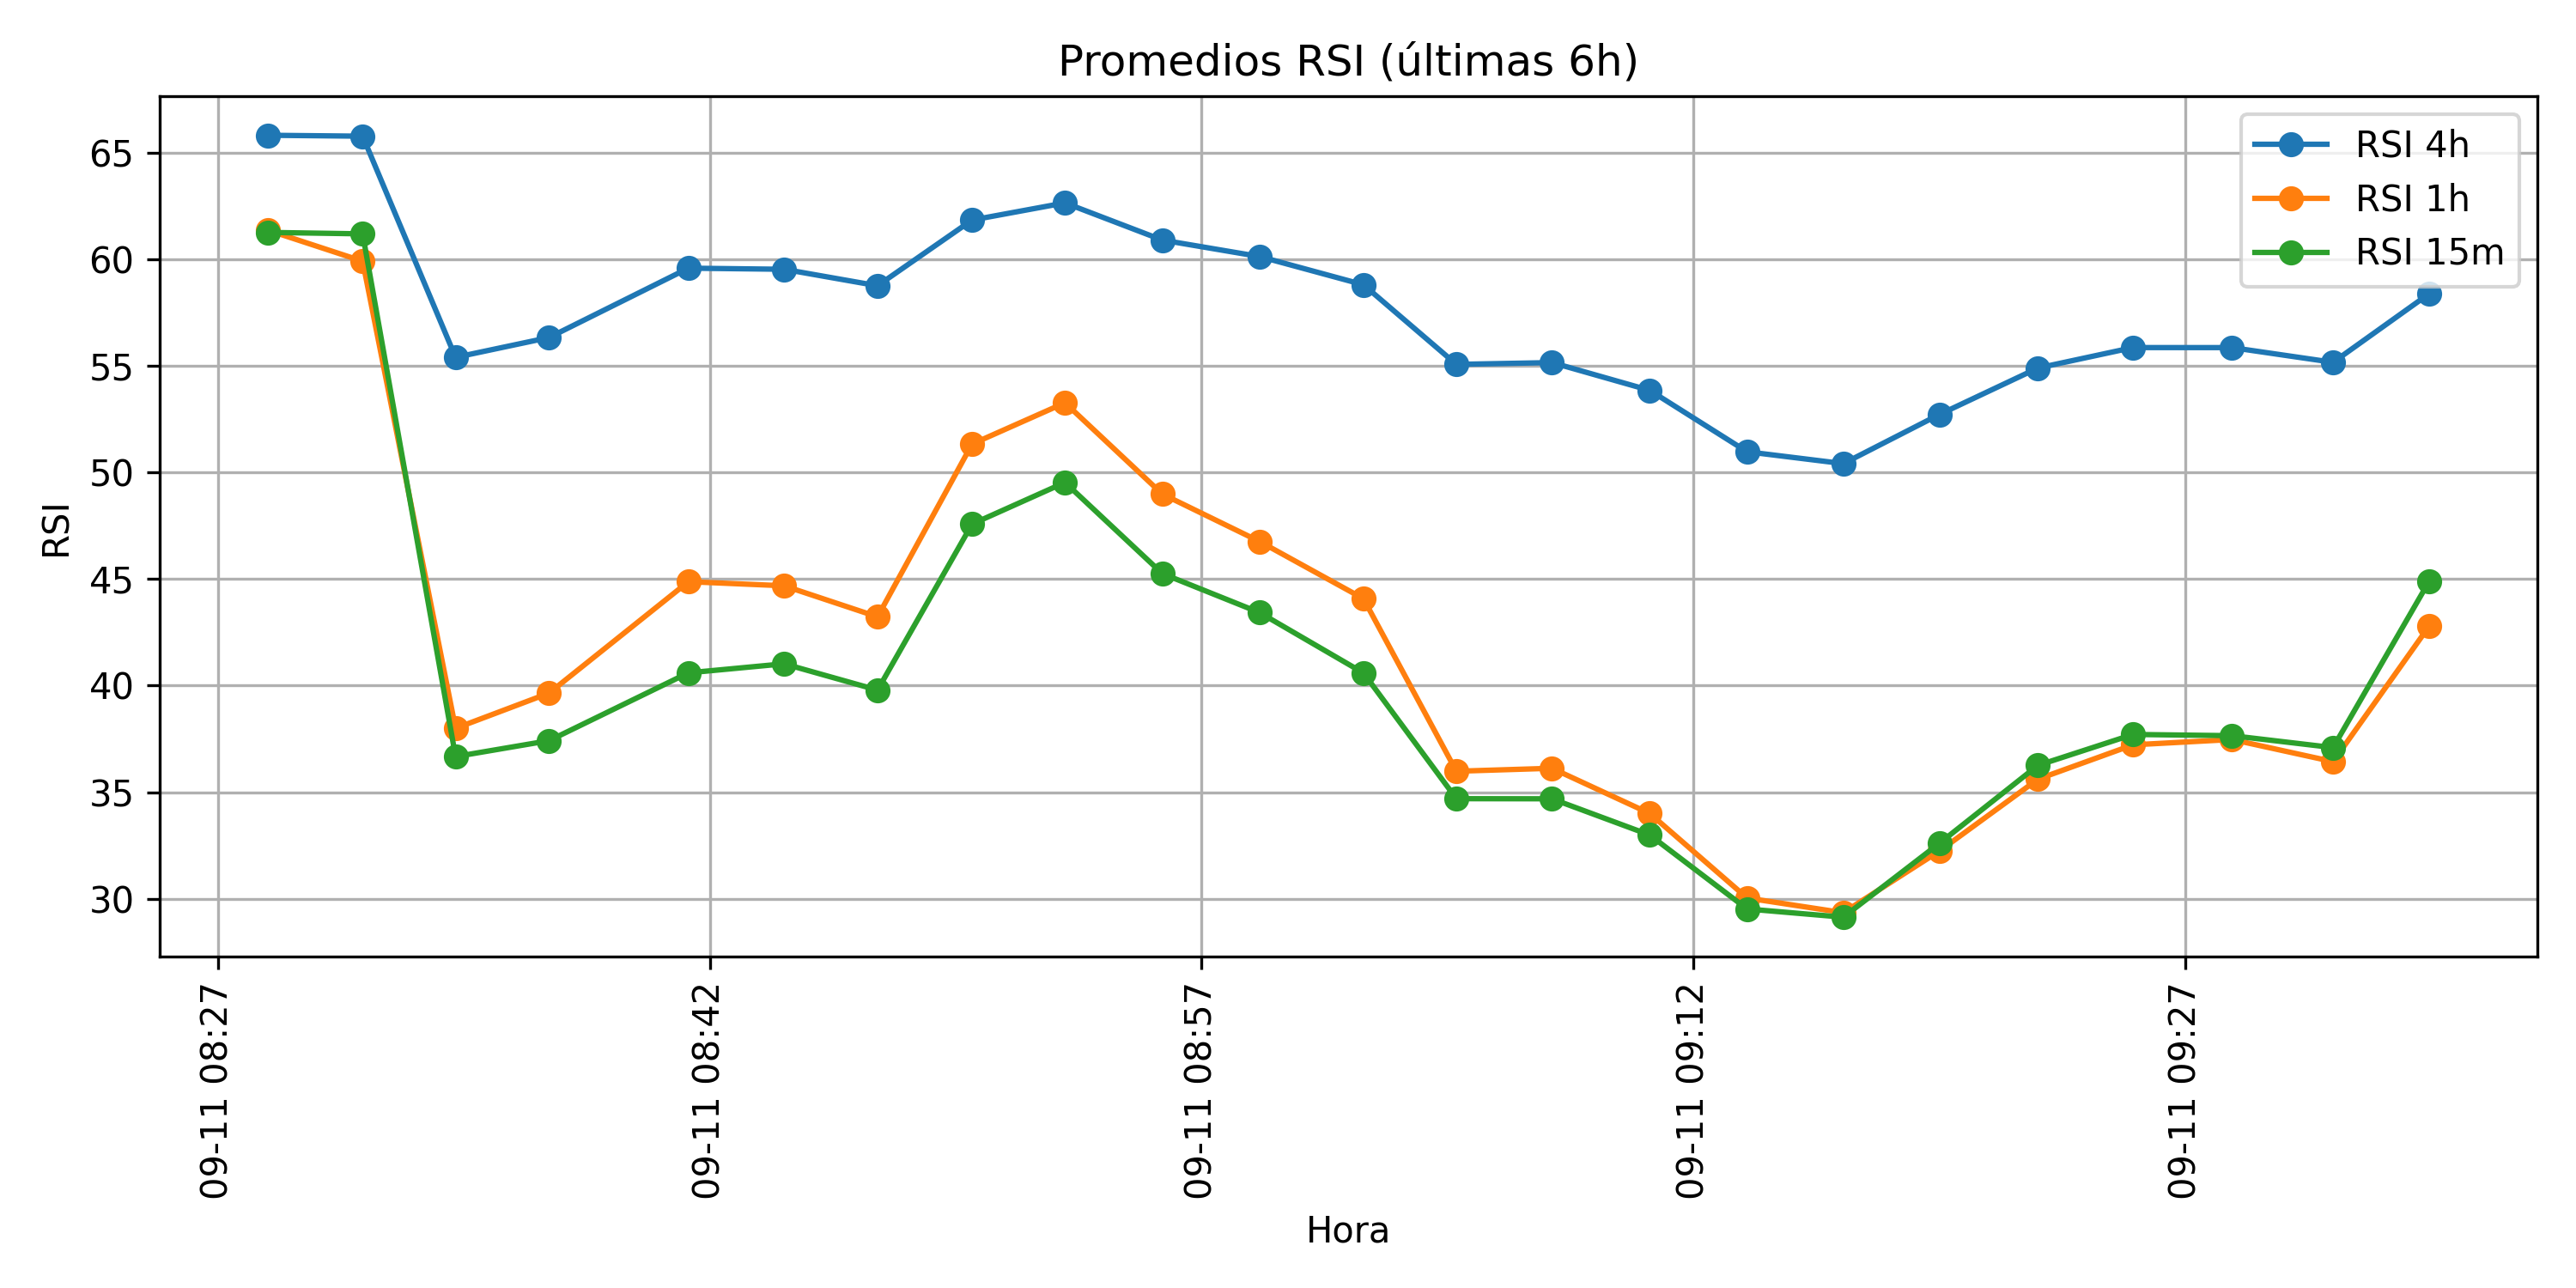 Promedios RSI (últimas 6h)
RSI 4h
RSI 1h
RSI 15m
RSI
65
60
55
50
45
40
35
30
09-11 08:27
09-11 08:42
09-11 08:57
09-11 09:12
09-11 09:27
Hora